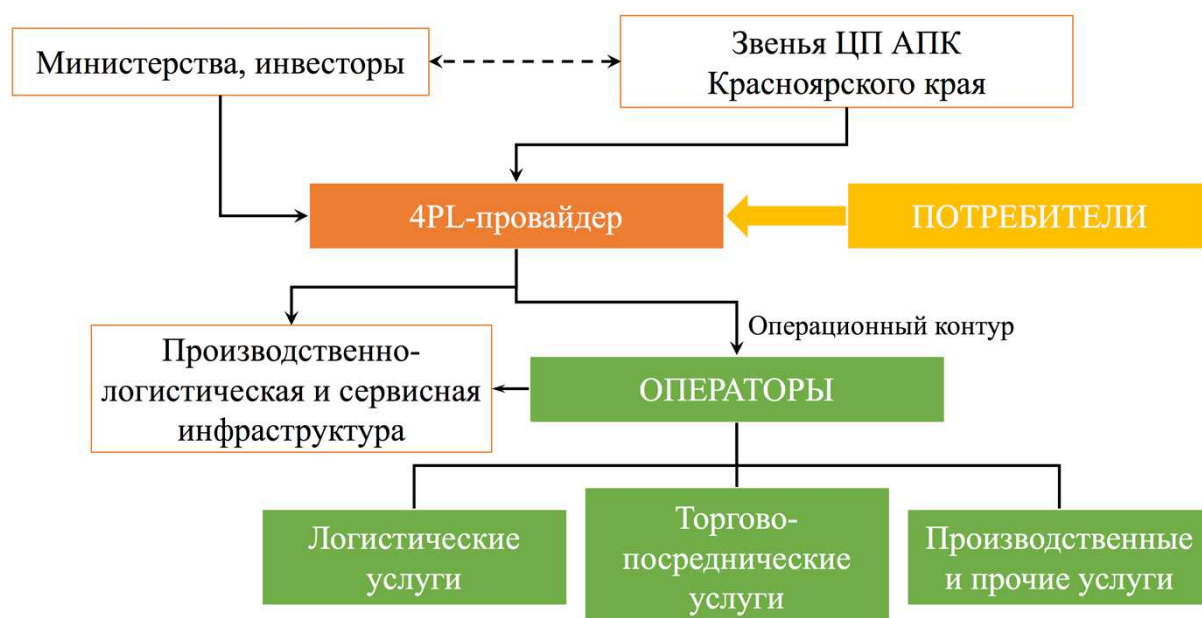 Министерства, инвесторы
Звенья ЦП АПК
Красноярского края
4PL-провайдер
ПОТРЕБИТЕЛИ
Операционный контур
Производственно-
логистическая и сервисная
инфраструктура
ОПЕРАТОРЫ
Логистические
услуги
Торгово-
посреднические
услуги
Производственные
и прочие услуги